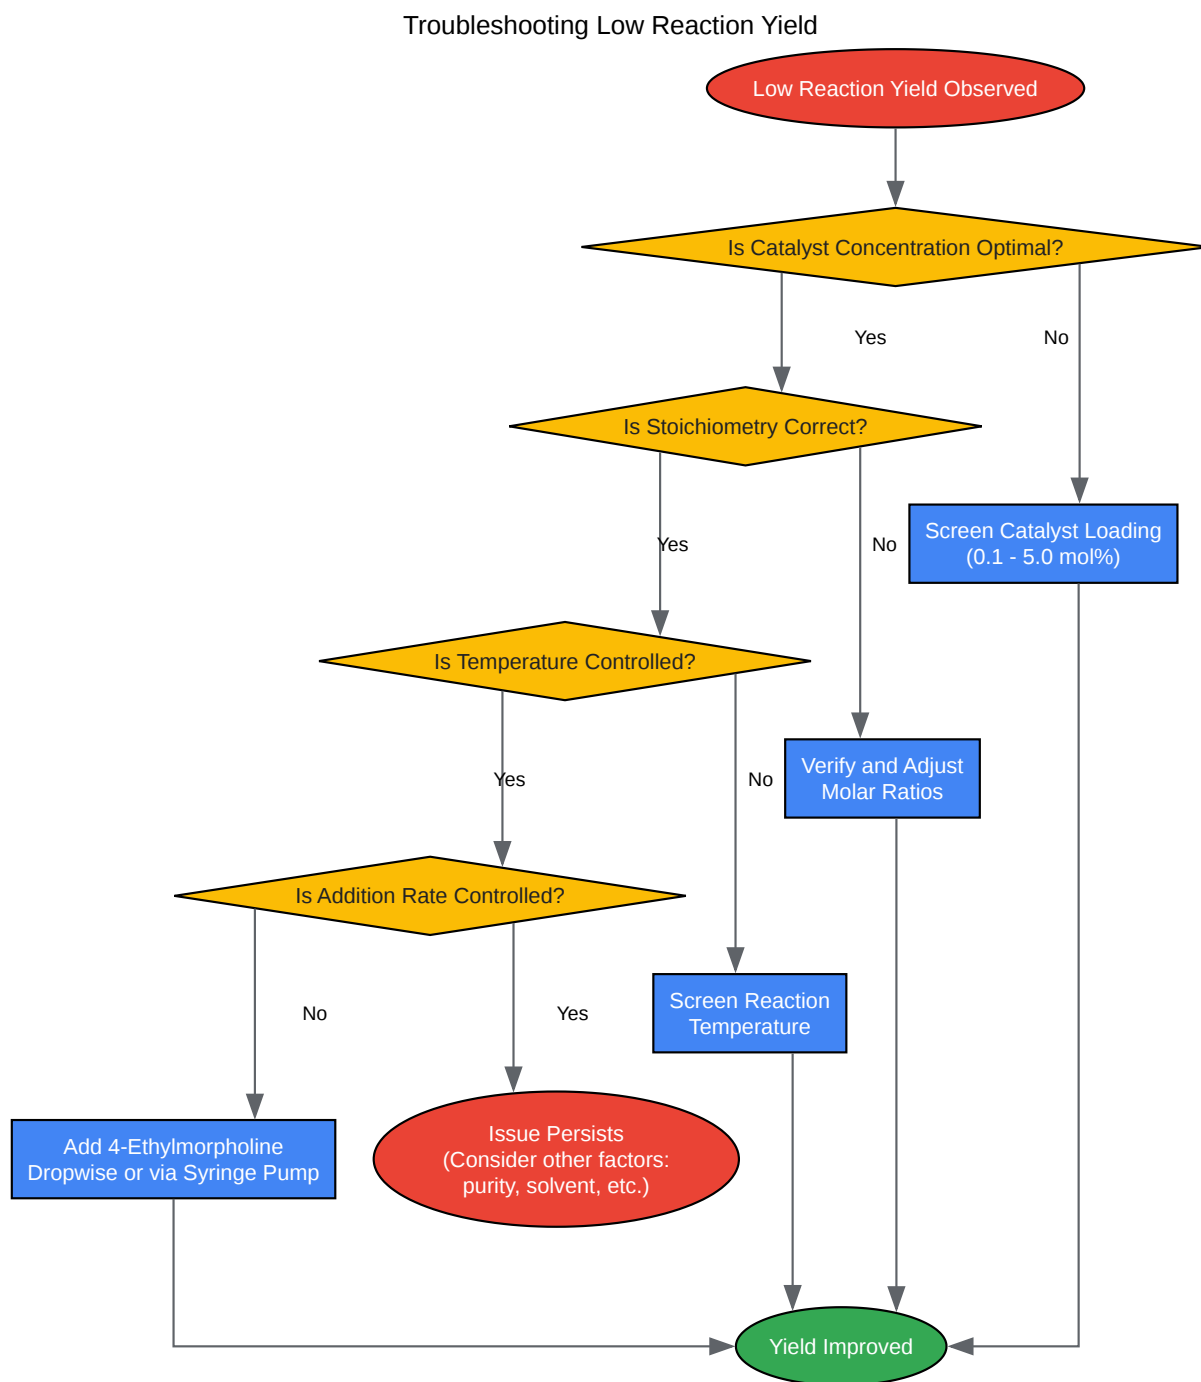 Troubleshooting Low Reaction Yield
Low Reaction Yield Observed
Is Catalyst Concentration Optimal?
Yes
No
Is Stoichiometry Correct?
Screen Catalyst Loading
(0.1 - 5.0 mol%)
Yes
No
Is Temperature Controlled?
Verify and Adjust
Molar Ratios
Yes
No
Is Addition Rate Controlled?
Screen Reaction
Temperature
No
Yes
Add 4-Ethylmorpholine
Dropwise or via Syringe Pump
Issue Persists
(Consider other factors:
purity, solvent, etc.)
Yield Improved